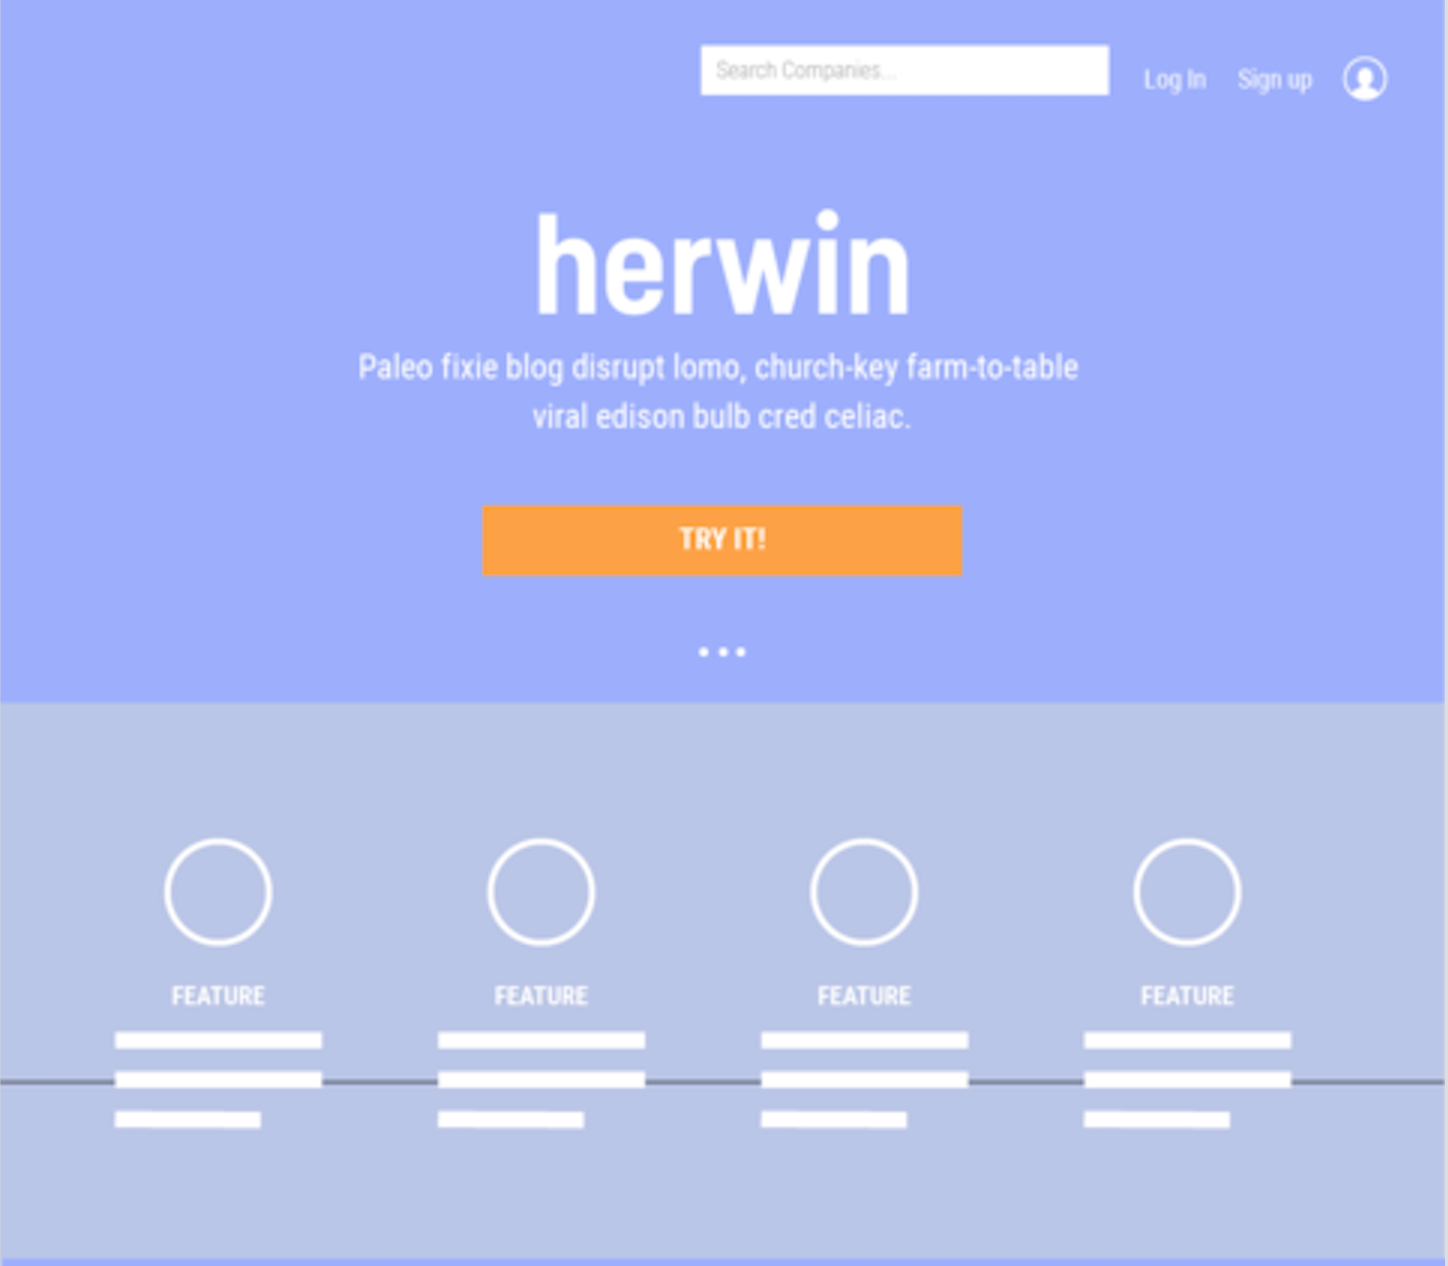 Search Companies...
Log In
Sign up
herwin
Paleo fixie blog disrupt lomo, church-key farm-to-table
viral edison bulb cred celiac.
TRY IT!
FEATURE
FEATURE
FEATURE
FEATURE